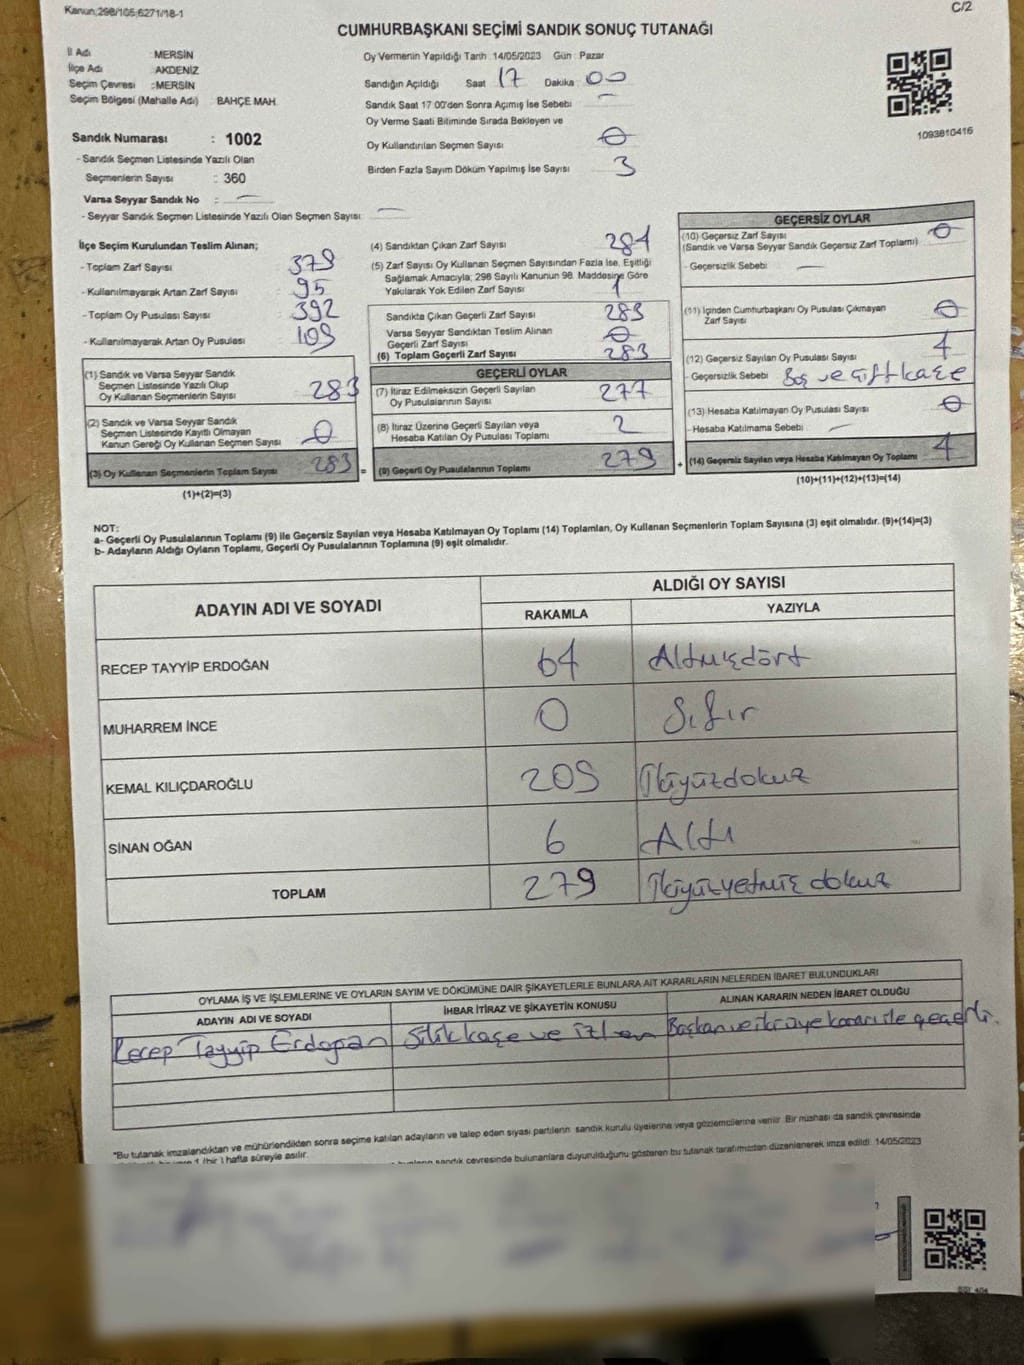 Kanun:298/105;6271/18-1
C/2
CUMHURBAŞKANI SEÇİMİ SANDIK SONUÇ TUTANAĞI
İl Adı : MERSİN
İlçe Adı : AKDENİZ
Seçim Çevresi : MERSİN
Seçim Bölgesi (Mahalle Adı) : BAHÇE MAH.
Sandık Numarası : 1002
- Sandık Seçmen Listesinde Yazılı Olan
Seçmenlerin Sayısı : 360
Varsa Seyyar Sandık No : —
- Seyyar Sandık Seçmen Listesinde Yazılı Olan Seçmen Sayısı: —
Oy Vermenin Yapıldığı Tarih :14/05/2023 Gün : Pazar
Sandığın Açıldığı Saat 17 Dakika : 00
Sandık Saat 17:00'den Sonra Açımış İse Sebebi —
Oy Verme Saati Bitiminde Sırada Bekleyen ve
Oy Kullandırılan Seçmen Sayısı 0
Birden Fazla Sayım Döküm Yapılmış İse Sayısı : 3
1093810416
İlçe Seçim Kurulundan Teslim Alınan;
- Toplam Zarf Sayısı : 379
- Kullanılmayarak Artan Zarf Sayısı : 95
- Toplam Oy Pusulası Sayısı : 392
- Kullanılmayarak Artan Oy Pusulası : 109
(1) Sandık ve Varsa Seyyar Sandık
Seçmen Listesinde Yazılı Olup
Oy Kullanan Seçmenlerin Sayısı 283
(2) Sandık ve Varsa Seyyar Sandık
Seçmen Listesinde Kayıtlı Olmayan
Kanun Gereği Oy Kullanan Seçmen Sayısı 0
(3) Oy Kullanan Seçmenlerin Toplam Sayısı 283 =
(1)+(2)=(3)
(4) Sandıktan Çıkan Zarf Sayısı 284
(5) Zarf Sayısı Oy Kullanan Seçmen Sayısından Fazla İse, Eşitliği
Sağlamak Amacıyla; 298 Sayılı Kanunun 98. Maddesine Göre
Yakılarak Yok Edilen Zarf Sayısı 1
Sandıkta Çıkan Geçerli Zarf Sayısı 283
Varsa Seyyar Sandıktan Teslim Alınan
Geçerli Zarf Sayısı 0
(6) Toplam Geçerli Zarf Sayısı 283
GEÇERLİ OYLAR
(7) İtiraz Edilmeksizin Geçerli Sayılan
Oy Pusulalarının Sayısı 277
(8) İtiraz Üzerine Geçerli Sayılan veya
Hesaba Katılan Oy Pusulası Toplamı 2
(9) Geçerli Oy Pusulalarının Toplamı 279 +
GEÇERSİZ OYLAR
(10) Geçersiz Zarf Sayısı 0
(Sandık ve Varsa Seyyar Sandık Geçersiz Zarf Toplamı)
- Geçersizlik Sebebi : —
(11) İçinden Cumhurbaşkanı Oy Pusulası Çıkmayan
Zarf Sayısı 0
(12) Geçersiz Sayılan Oy Pusulası Sayısı 4
- Geçersizlik Sebebi : Boş ve Çift kaşe
(13) Hesaba Katılmayan Oy Pusulası Sayısı 0
- Hesaba Katılmama Sebebi : —
(14) Geçersiz Sayılan veya Hesaba Katılmayan Oy Toplamı 4
(10)+(11)+(12)+(13)=(14)
NOT:
a- Geçerli Oy Pusulalarının Toplamı (9) ile Geçersiz Sayılan veya Hesaba Katılmayan Oy Toplamı (14) Toplamları, Oy Kullanan Seçmenlerin Toplam Sayısına (3) eşit olmalıdır. (9)+(14)=(3)
b- Adayların Aldığı Oyların Toplamı, Geçerli Oy Pusulalarının Toplamına (9) eşit olmalıdır.
ADAYIN ADI VE SOYADI
ALDIĞI OY SAYISI
RAKAMLA YAZIYLA
RECEP TAYYİP ERDOĞAN 64 Altmışdört
MUHARREM İNCE 0 Sıfır
KEMAL KILIÇDAROĞLU 209 İkiyüzdokuz
SİNAN OĞAN 6 Altı
TOPLAM 279 İkiyüzyetmiş dokuz
OYLAMA İŞ VE İŞLEMLERİNE VE OYLARIN SAYIM VE DÖKÜMÜNE DAİR ŞİKAYETLERLE BUNLARA AİT KARARLARIN NELERDEN İBARET BULUNDUKLARI
ADAYIN ADI VE SOYADI İHBAR İTİRAZ VE ŞİKAYETİN KONUSU ALINAN KARARIN NEDEN İBARET OLDUĞU
Recep Tayyip Erdoğan Silik kaşe ve Başkan ve iki üye kararı ile geçerli.
*Bu tutanak imzalandıktan ve mühürlendikten sonra seçime katılan adayların ve talep eden siyasi partilerin sandık kurulu üyelerine veya gözlemcilerine verilir. Bir nüshası da sandık çevresinde
1 (bir) hafta süreyle asılır.
sandık çevresinde bulunanlara duyurulduğunu gösteren bu tutanak tarafımızdan düzenlenerek imza edildi. 14/05/2023